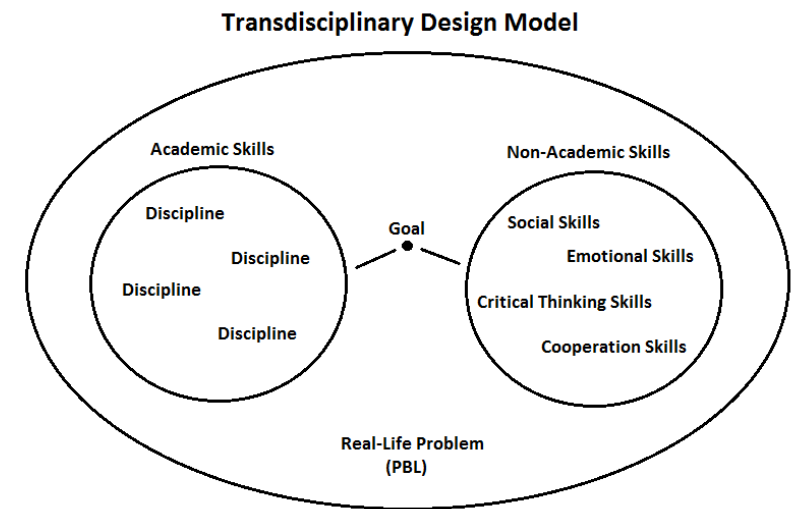 Transdisciplinary Design Model
Academic Skills
Discipline
Discipline
Discipline
Discipline
Goal
Non-Academic Skills
Social Skills
Emotional Skills
Critical Thinking Skills
Cooperation Skills
Real-Life Problem
(PBL)